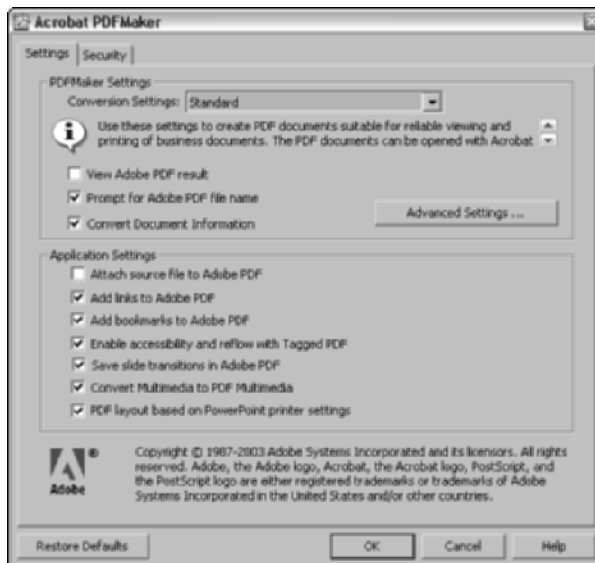 Acrobat PDFMaker
Settings
Security
PDFMaker Settings
Conversion Settings: Standard
Use these settings to create PDF documents suitable for reliable viewing and
printing of business documents. The PDF documents can be opened with Acrobat
View Adobe PDF result
Prompt for Adobe PDF file name
Convert Document Information
Advanced Settings ...
Application Settings
Attach source file to Adobe PDF
Add links to Adobe PDF
Add bookmarks to Adobe PDF
Enable accessibility and reflow with Tagged PDF
Save slide transitions in Adobe PDF
Convert Multimedia to PDF Multimedia
PDF layout based on PowerPoint printer settings
Adobe
Copyright © 1987-2003 Adobe Systems Incorporated and its licensors. All rights
reserved. Adobe, the Adobe logo, Acrobat, the Acrobat logo, PostScript, and
the PostScript logo are either registered trademarks or trademarks of Adobe
Systems Incorporated in the United States and/or other countries.
Restore Defaults
OK
Cancel
Help